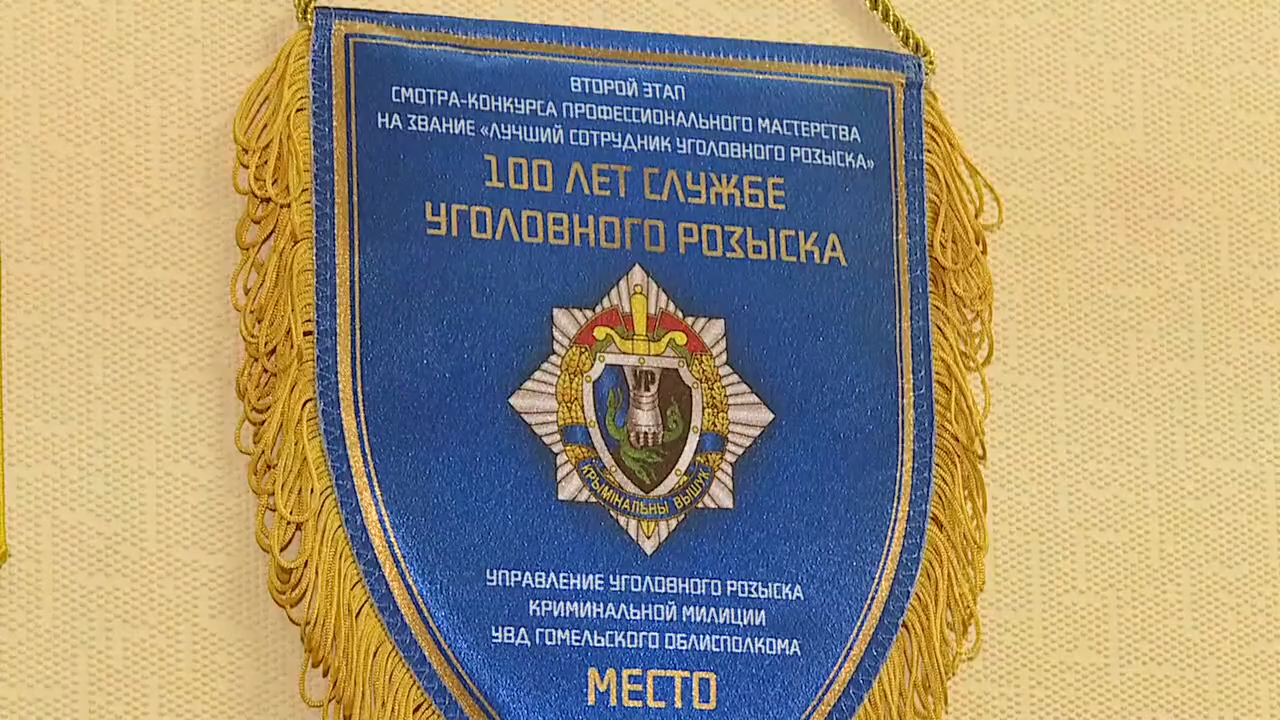 ВТОРОЙ ЭТАП
СМОТРА-КОНКУРСА ПРОФЕССИОНАЛЬНОГО МАСТЕРСТВА
НА ЗВАНИЕ «ЛУЧШИЙ СОТРУДНИК УГОЛОВНОГО РОЗЫСКА»
100 ЛЕТ СЛУЖБЕ
УГОЛОВНОГО РОЗЫСКА
УР
КРЫМІНАЛЬНЫ ВЫШУК
УПРАВЛЕНИЕ УГОЛОВНОГО РОЗЫСКА
КРИМИНАЛЬНОЙ МИЛИЦИИ
УВД ГОМЕЛЬСКОГО ОБЛИСПОЛКОМА
МЕСТО